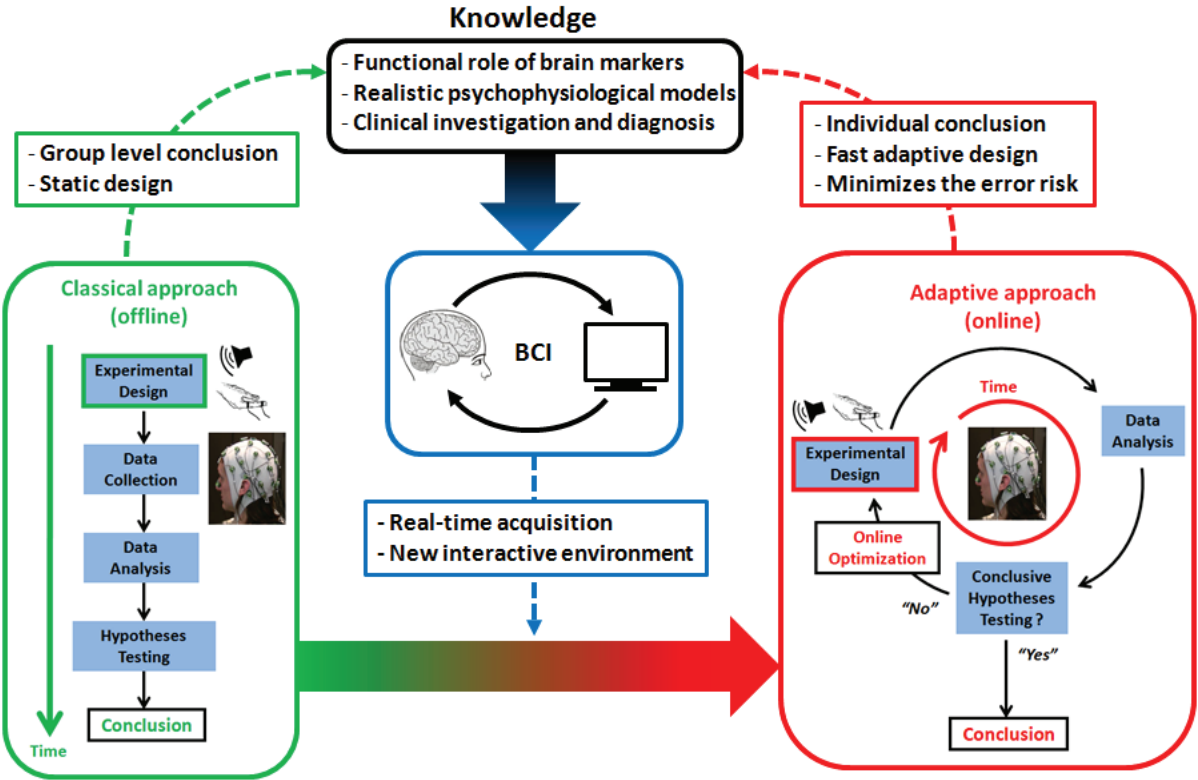 Knowledge
- Functional role of brain markers
- Realistic psychophysiological models
- Clinical investigation and diagnosis
- Group level conclusion
- Static design
- Individual conclusion
- Fast adaptive design
- Minimizes the error risk
Classical approach
(offline)
Experimental
Design
Data
Collection
Data
Analysis
Hypotheses
Testing
Conclusion
Time
BCI
- Real-time acquisition
- New interactive environment
Adaptive approach
(online)
Time
Experimental
Design
Data
Analysis
Online
Optimization
Conclusive
Hypotheses
Testing ?
“No”
“Yes”
Conclusion